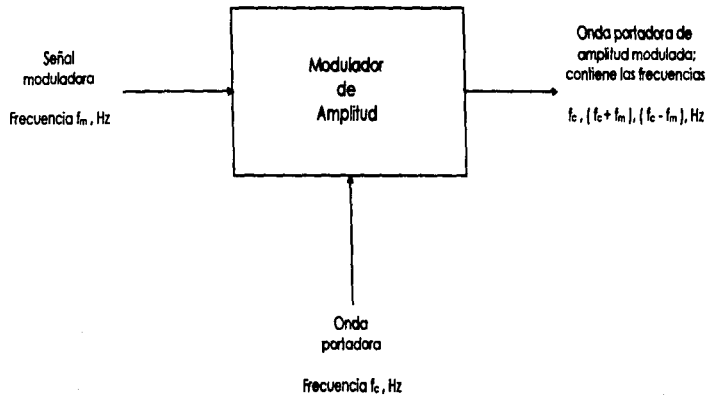 Señal
moduladora
Frecuencia fm, Hz
Modulador
de
Amplitud
Onda portadora de
amplitud modulada;
contiene las frecuencias
fc, ( fc + fm ), ( fc - fm ), Hz
Onda
portadora
Frecuencia fc, Hz